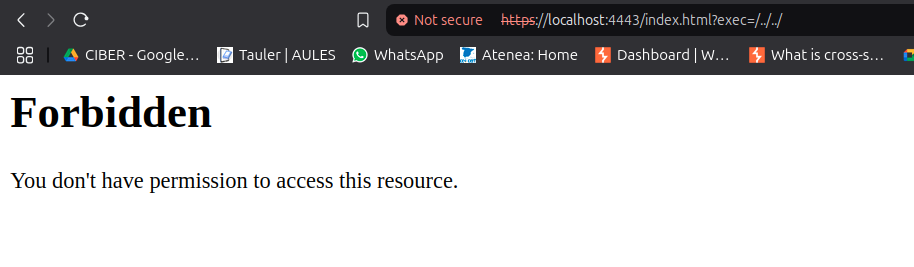 Not secure https://localhost:4443/index.html?exec=/../../
CIBER - Google... Tauler | AULES WhatsApp Atenea: Home Dashboard | W... What is cross-s...
Forbidden
You don't have permission to access this resource.